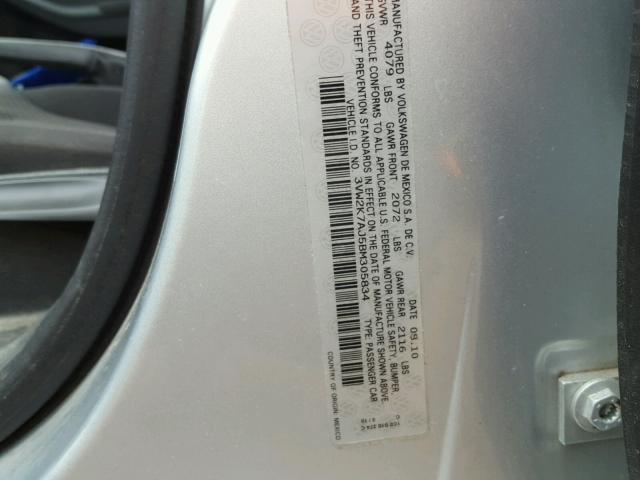 MANUFACTURED BY VOLKSWAGEN DE MEXICO S.A. DE C.V. DATE 09.10
GVWR 4079 LBS GAWR FRONT 2072 LBS GAWR REAR 2116 LBS
THIS VEHICLE CONFORMS TO ALL APPLICABLE U.S. FEDERAL MOTOR VEHICLE SAFETY, BUMPER,
AND THEFT PREVENTION STANDARDS IN EFFECT ON THE DATE OF MANUFACTURE SHOWN ABOVE.
VEHICLE I.D. NO. 3VW2K7AJ5BM305834 TYPE: PASSENGER CAR
COUNTRY OF ORIGIN: MEXICO